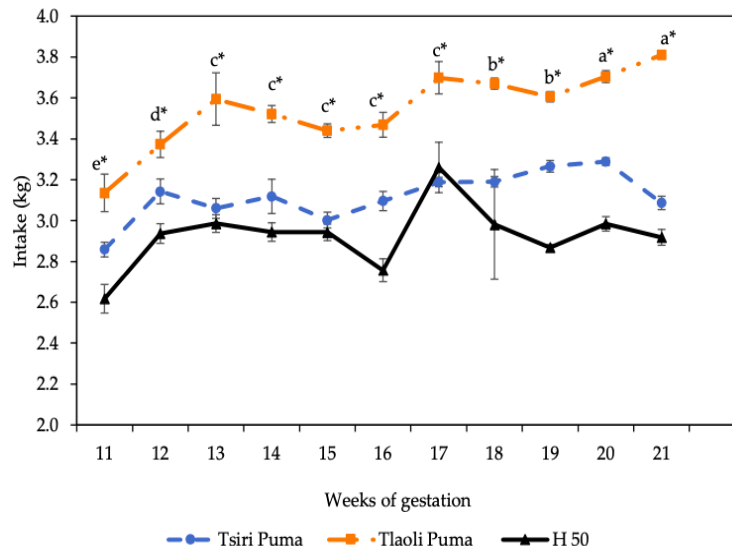 4.0
3.8
3.6
3.4
3.2
3.0
2.8
2.6
2.4
2.2
2.0
Intake (kg)
e* d* c* c* c* c* c* b* b* a* a*
11 12 13 14 15 16 17 18 19 20 21
Weeks of gestation
Tsiri Puma Tlaoli Puma H 50